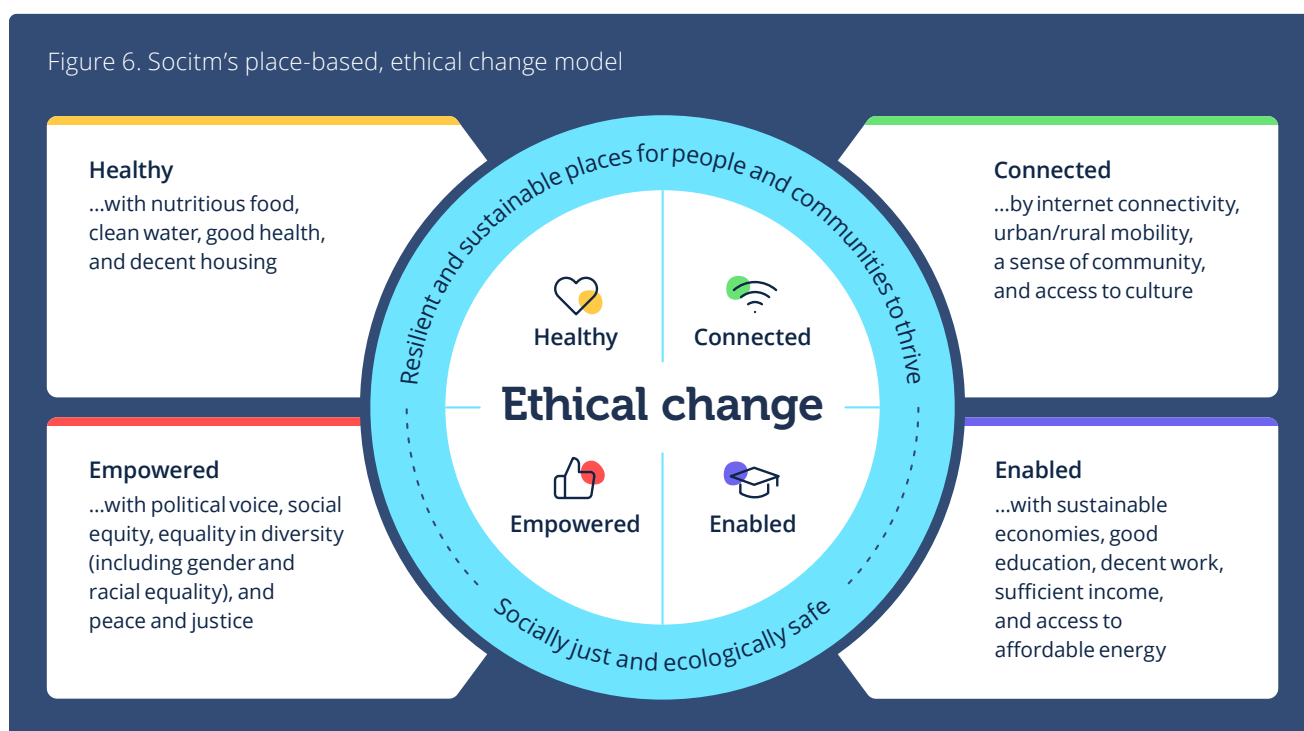 Figure 6. Socitm’s place-based, ethical change model
Healthy
...with nutritious food,
clean water, good health,
and decent housing
Connected
...by internet connectivity,
urban/rural mobility,
a sense of community,
and access to culture
Resilient and sustainable places for people and communities to thrive
Healthy
Connected
Ethical change
Empowered
Enabled
Socially just and ecologically safe
Empowered
...with political voice, social
equity, equality in diversity
(including gender and
racial equality), and
peace and justice
Enabled
...with sustainable
economies, good
education, decent work,
sufficient income,
and access to
affordable energy